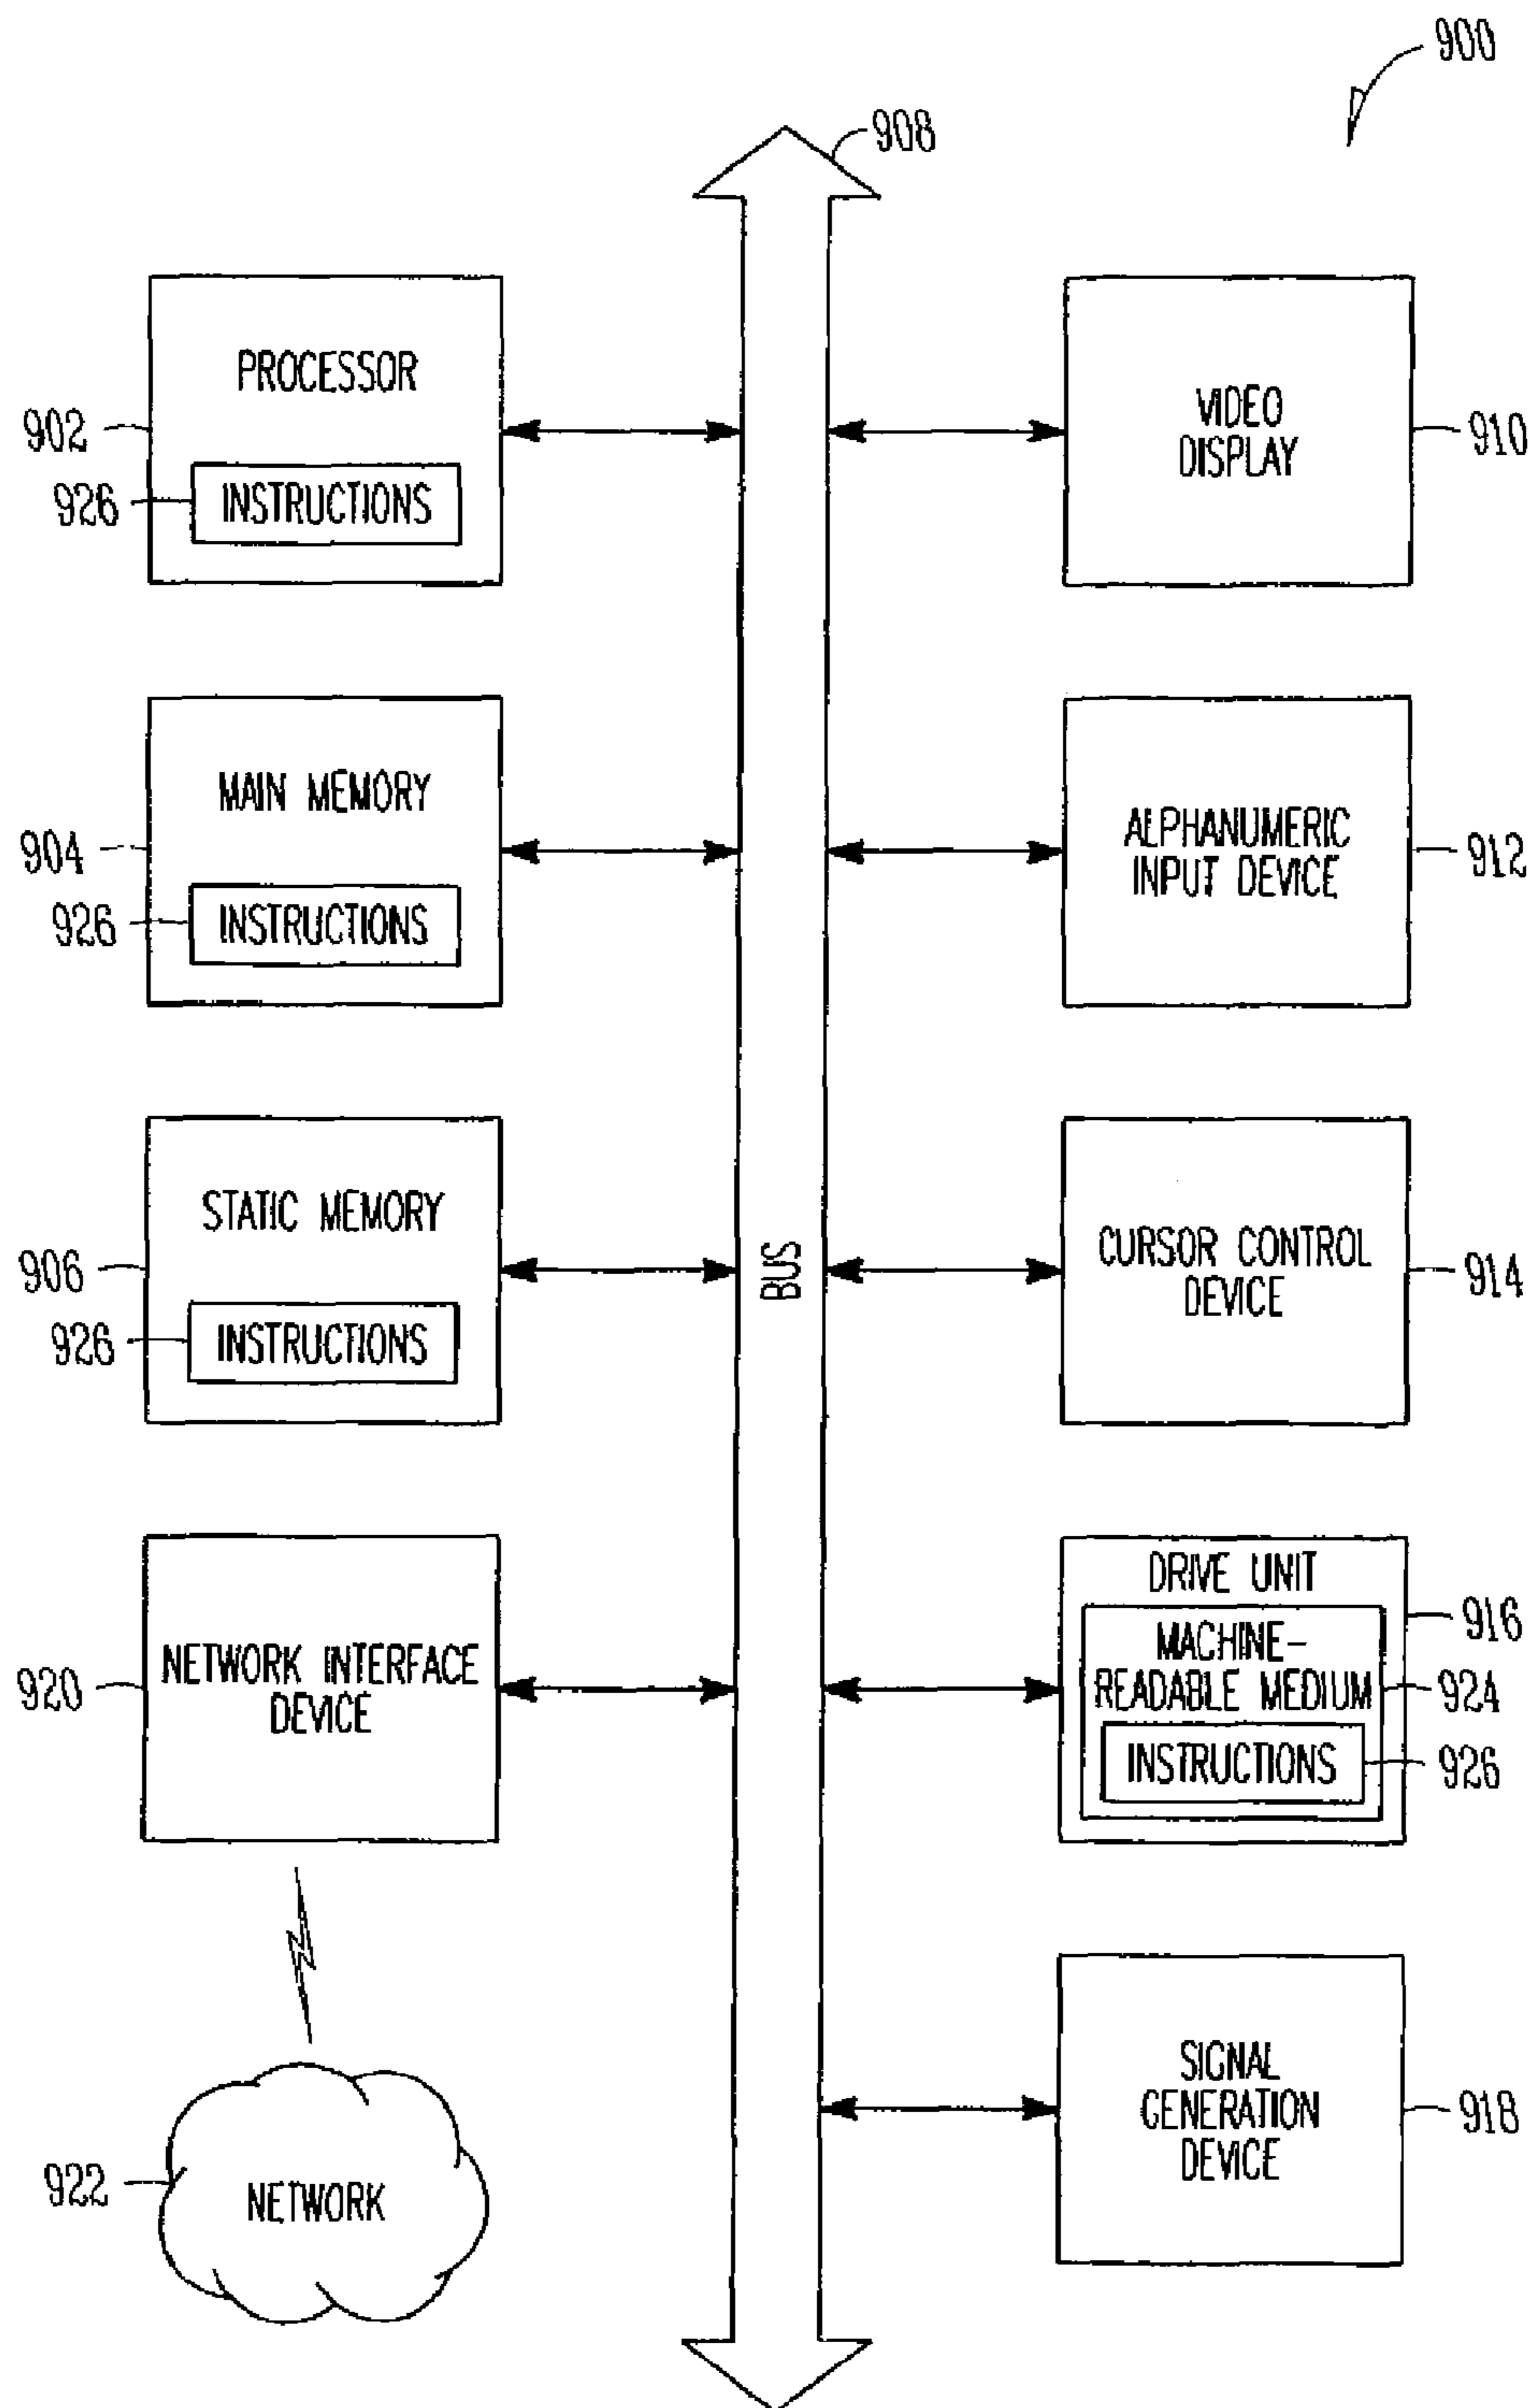 900
908
PROCESSOR
902
926
INSTRUCTIONS
VIDEO
DISPLAY
910
MAIN MEMORY
904
926
INSTRUCTIONS
ALPHANUMERIC
INPUT DEVICE
912
STATIC MEMORY
906
926
INSTRUCTIONS
BUS
CURSOR CONTROL
DEVICE
914
920
NETWORK INTERFACE
DEVICE
DRIVE UNIT
916
MACHINE-
READABLE MEDIUM
924
INSTRUCTIONS
926
922
NETWORK
SIGNAL
GENERATION
DEVICE
918